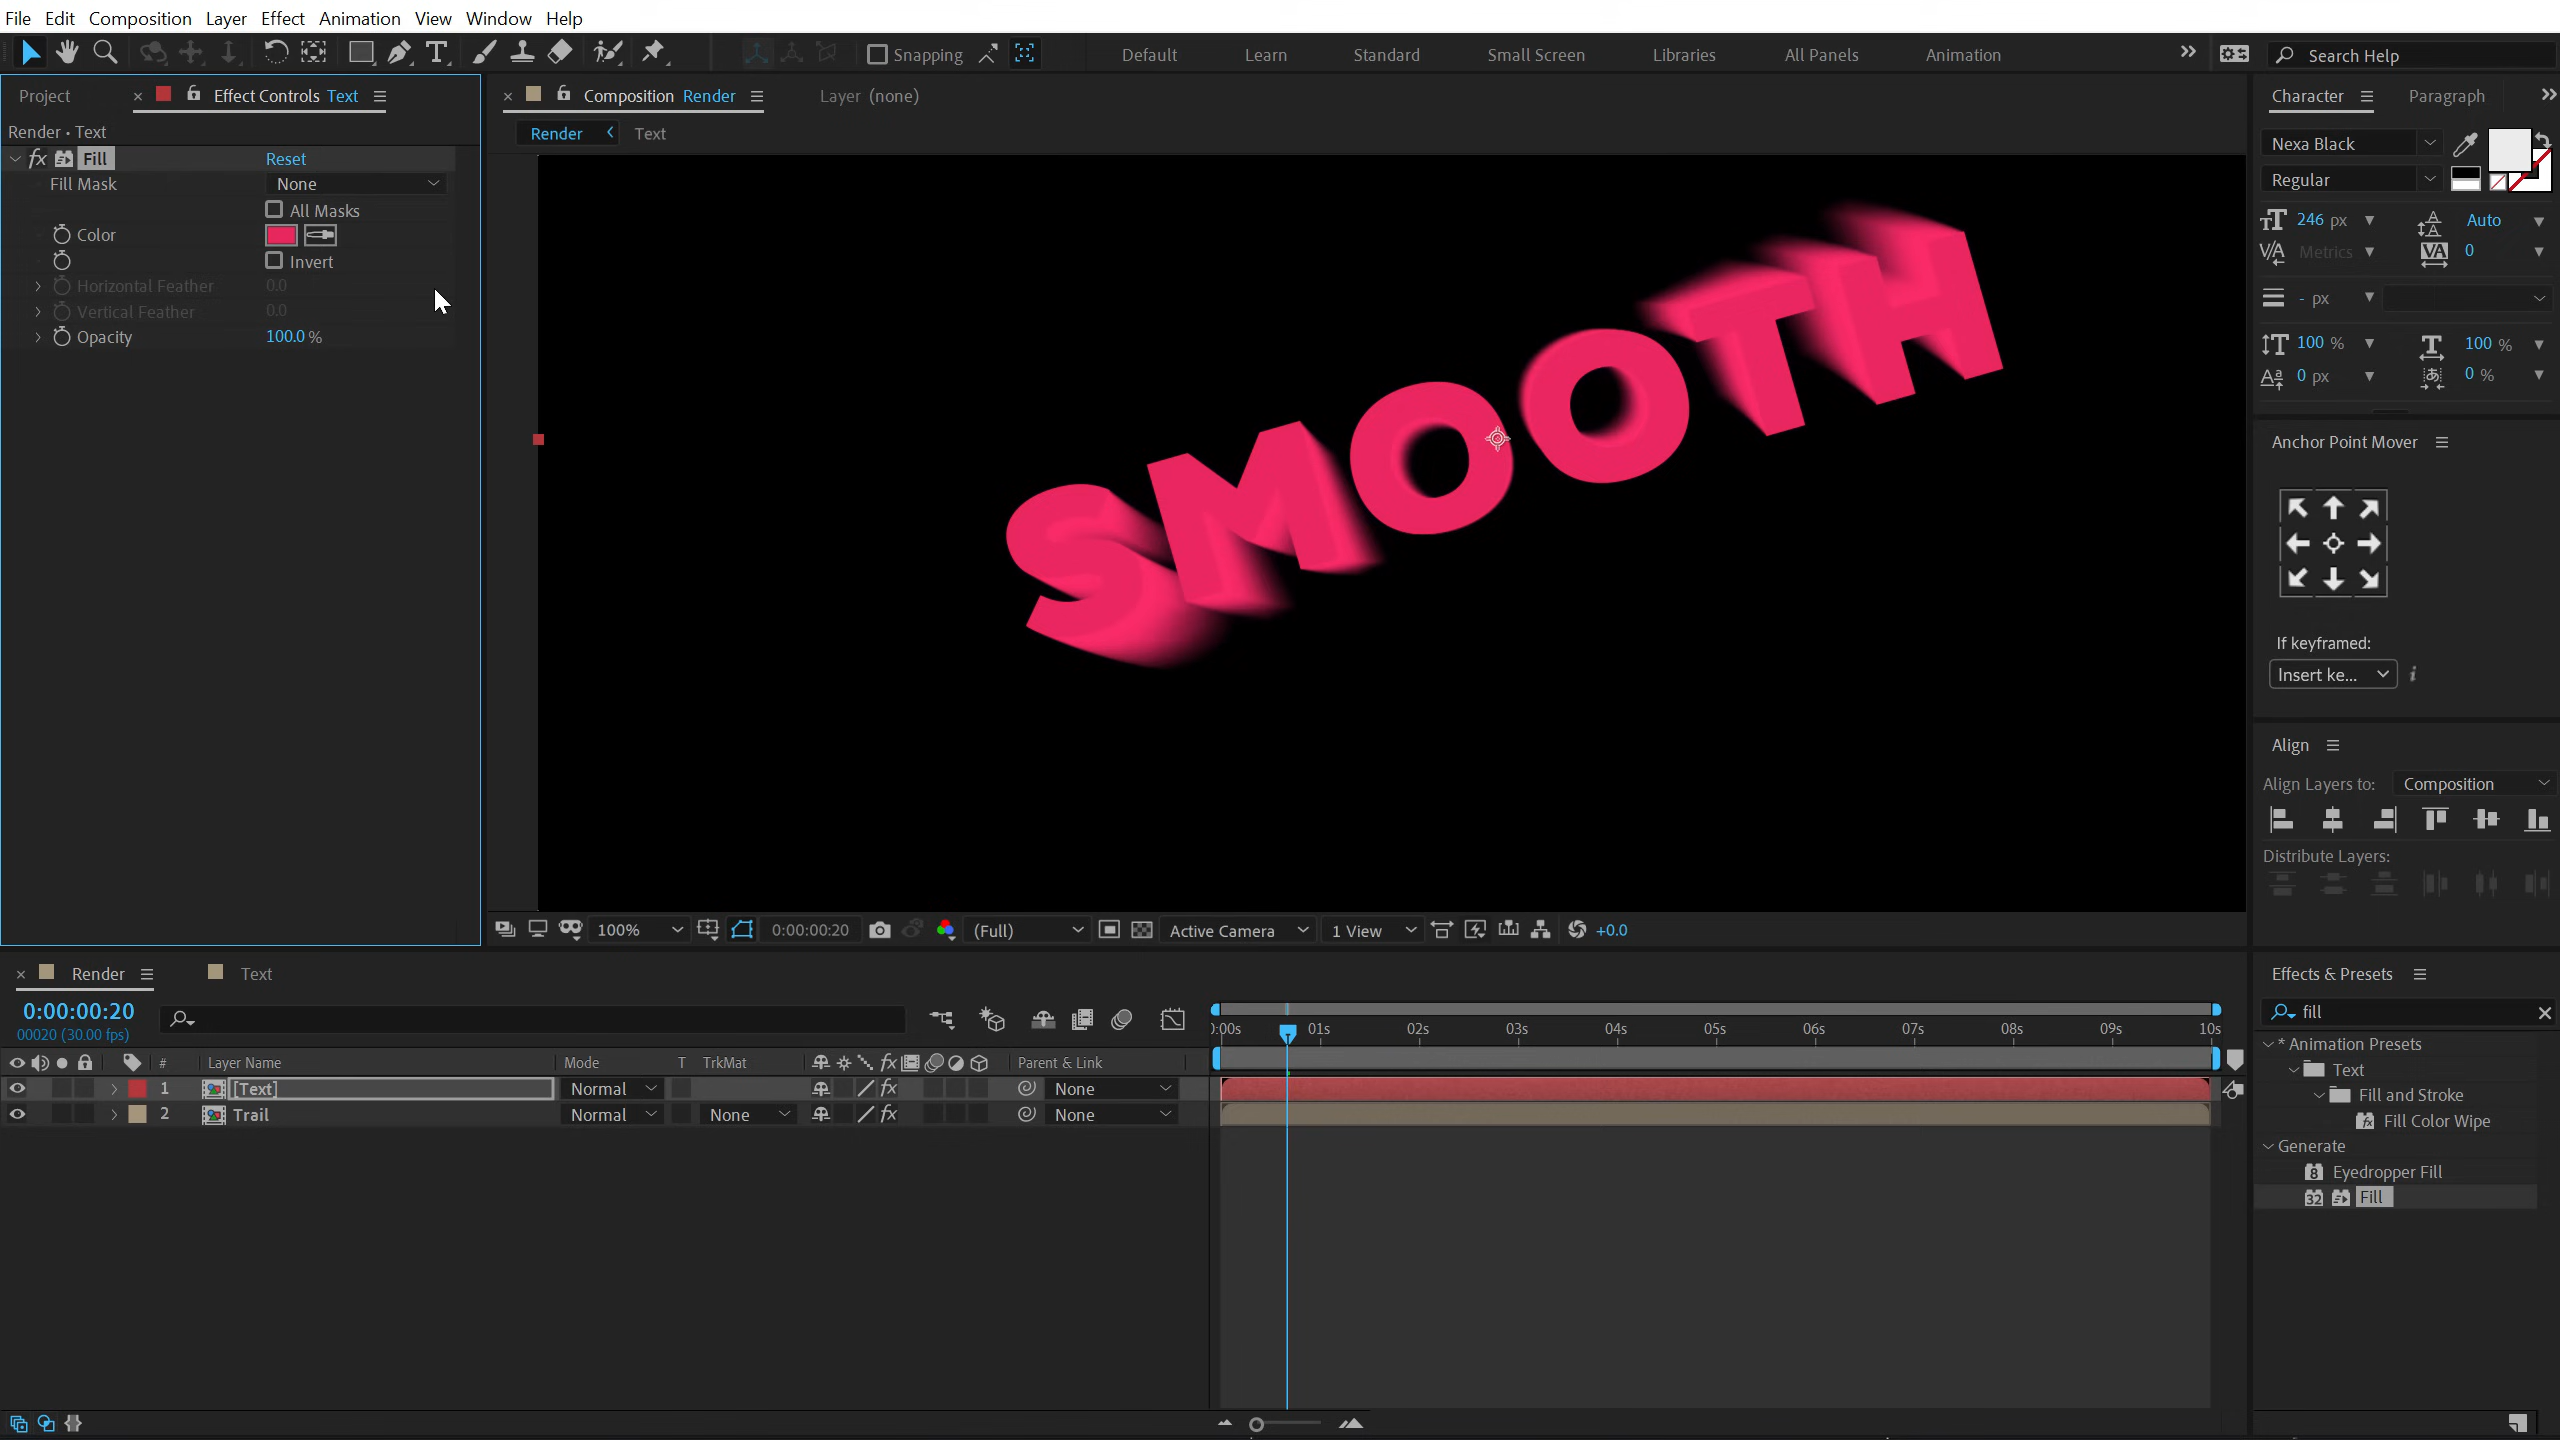 File Edit Composition Layer Effect Animation View Window Help
Snapping Default Learn Standard Small Screen Libraries All Panels Animation Search Help
Project Effect Controls Text
Render • Text
fx Fill Reset
Fill Mask None
All Masks
Color
Invert
Horizontal Feather 0.0
Vertical Feather 0.0
Opacity 100.0 %
Composition Render Layer (none)
Render Text
SMOOTH
100% 0:00:00:20 (Full) Active Camera 1 View +0.0
Character Paragraph
Nexa Black
Regular
246 px Auto
Metrics 0
- px
100 % 100 %
0 px 0 %
Anchor Point Mover
If keyframed:
Insert ke...
Align
Align Layers to: Composition
Distribute Layers:
Render Text
0:00:00:20
00020 (30.00 fps)
# Layer Name Mode T TrkMat Parent & Link
1 [Text] Normal None
2 Trail Normal None None
):00s 01s 02s 03s 04s 05s 06s 07s 08s 09s 10s
Effects & Presets
fill
* Animation Presets
Text
Fill and Stroke
Fill Color Wipe
Generate
Eyedropper Fill
Fill